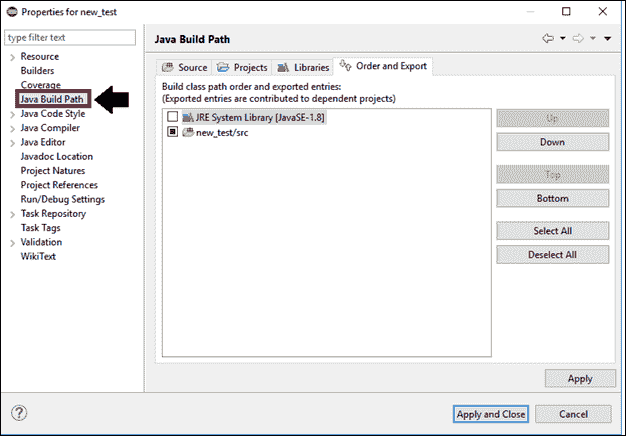 Properties for new_test
type filter text
Java Build Path
Resource
Builders
Coverage
Java Build Path
Java Code Style
Java Compiler
Java Editor
Javadoc Location
Project Natures
Project References
Run/Debug Settings
Task Repository
Task Tags
Validation
WikiText
Source Projects Libraries Order and Export
Build class path order and exported entries:
(Exported entries are contributed to dependent projects)
JRE System Library [JavaSE-1.8]
new_test/src
Up
Down
Top
Bottom
Select All
Deselect All
Apply
?
Apply and Close
Cancel